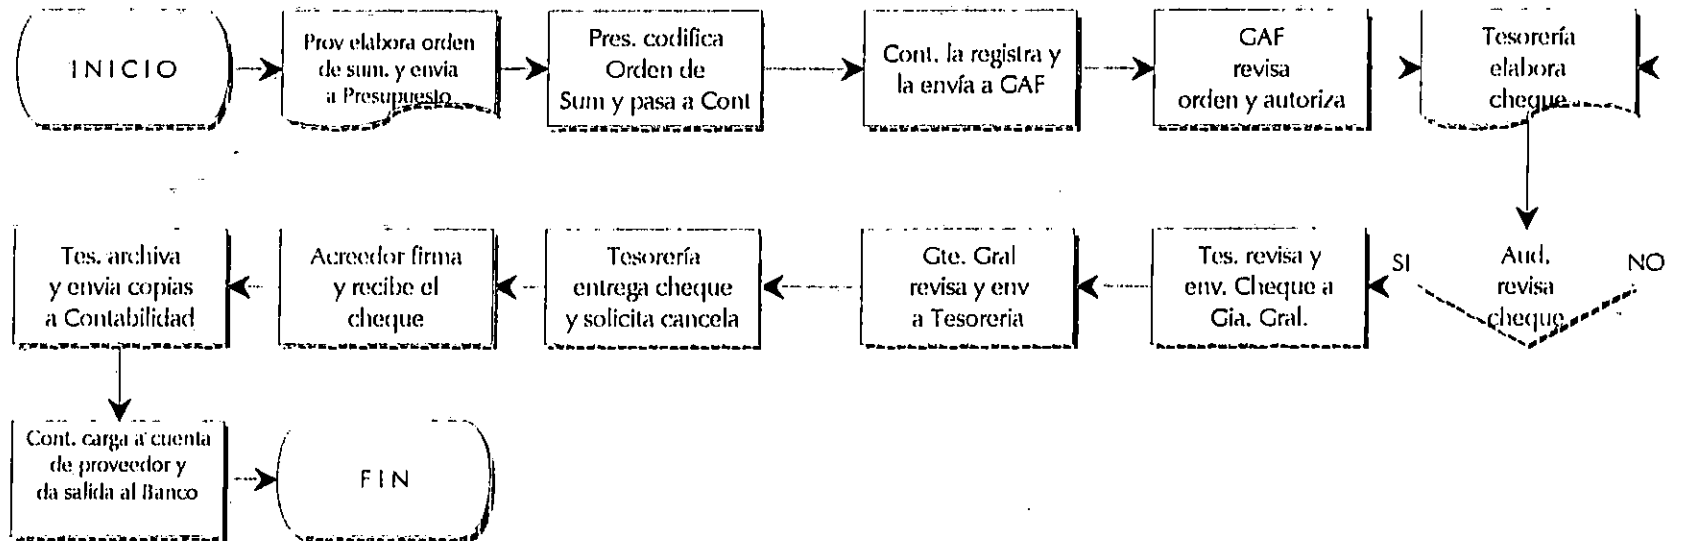 INICIO
Prov elabora orden
de sum. y envia
a Presupuesto
Pres. codifica
Orden de
Sum y pasa a Cont
Cont. la registra y
la envía a GAF
GAF
revisa
orden y autoriza
Tesorería
elabora
cheque
Tes. archiva
y envia copias
a Contabilidad
Acreedor firma
y recibe el
cheque
Tesorería
entrega cheque
y solicita cancela
Gte. Gral
revisa y env
a Tesoreria
Tes. revisa y
env. Cheque a
Gia. Gral.
SI
Aud.
revisa
cheque
NO
Cont. carga a cuenta
de proveedor y
da salida al Banco
FIN